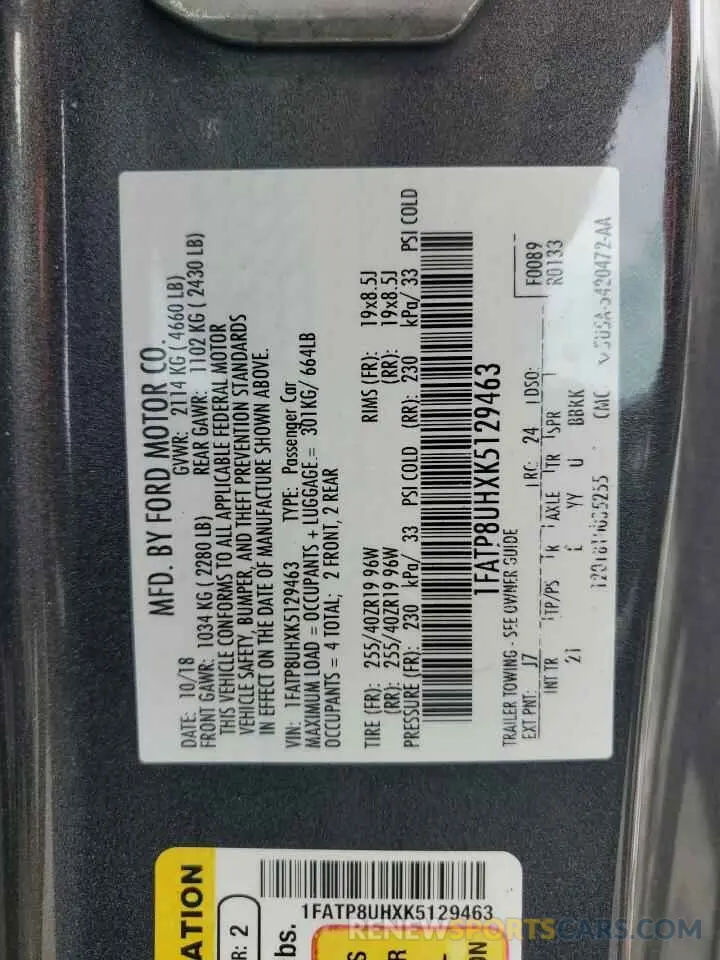 MFD. BY FORD MOTOR CO.
DATE: 10/18 GVWR: 2114 KG ( 4660 LB)
FRONT GAWR: 1034 KG ( 2280 LB) REAR GAWR: 1102 KG ( 2430 LB)
THIS VEHICLE CONFORMS TO ALL APPLICABLE FEDERAL MOTOR
VEHICLE SAFETY, BUMPER, AND THEFT PREVENTION STANDARDS
IN EFFECT ON THE DATE OF MANUFACTURE SHOWN ABOVE.
VIN: 1FATP8UHXK5129463 TYPE: Passenger Car
MAXIMUM LOAD = OCCUPANTS + LUGGAGE = 301KG/ 664LB
OCCUPANTS = 4 TOTAL; 2 FRONT, 2 REAR
TIRE (FR): 255/40ZR19 96W RIMS (FR): 19x8.5J
(RR): 255/40ZR19 96W (RR): 19x8.5J
PRESSURE (FR): 230 kPa/ 33 PSI COLD (RR): 230 kPa/ 33 PSI COLD
1FATP8UHXK5129463
TRAILER TOWING - SEE OWNER GUIDE F0089
EXT PNT: J7 RC: 24 DSO: R0133
INT TR TP/PS R AXLE TR SPR
YY U BBKK
CMC
ATION
R: 2
1FATP8UHXK5129463
bs.
RENEWSPORTSCARS.COM